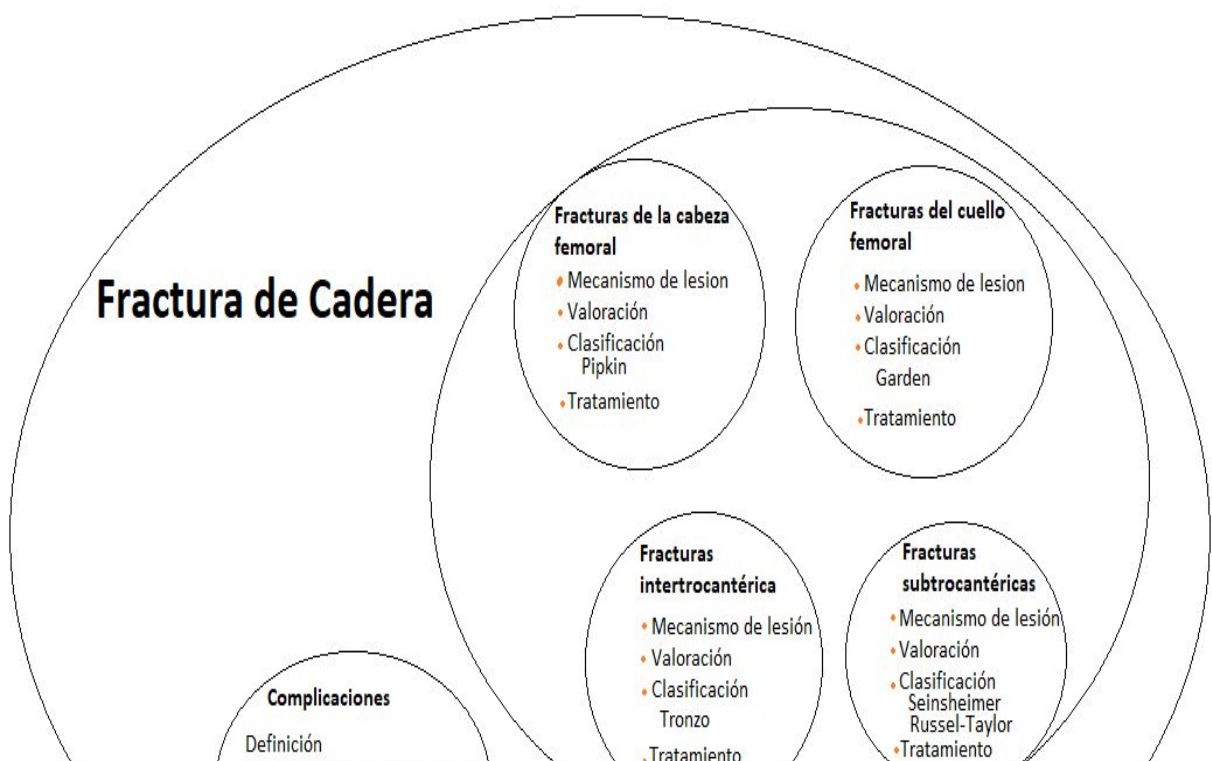 Fractura de Cadera
Fracturas de la cabeza
femoral
Mecanismo de lesion
Valoración
Clasificación
Pipkin
Tratamiento
Fracturas del cuello
femoral
Mecanismo de lesion
Valoración
Clasificación
Garden
Tratamiento
Fracturas
intertrocantérica
Mecanismo de lesión
Valoración
Clasificación
Tronzo
Tratamiento
Fracturas
subtrocantéricas
Mecanismo de lesión
Valoración
Clasificación
Seinsheimer
Russel-Taylor
Tratamiento
Complicaciones
Definición